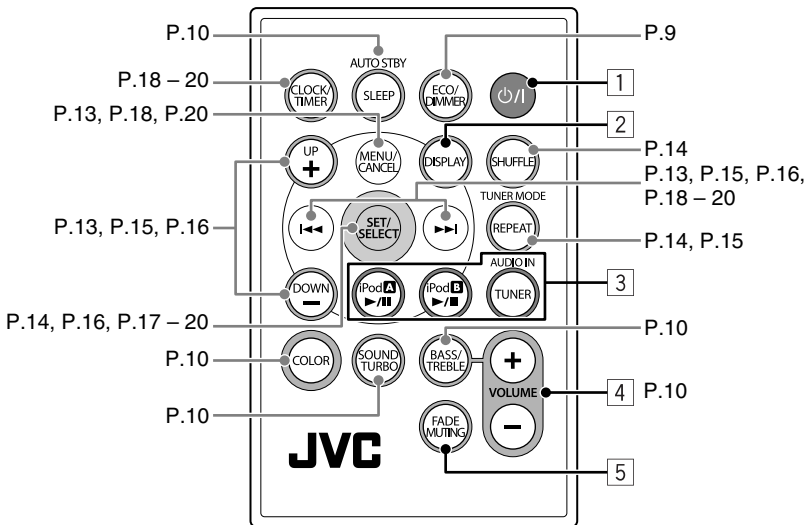 P.10
P.9
AUTO STBY
P.18 – 20
CLOCK/
TIMER
SLEEP
ECO/
DIMMER
⏻/I
1
P.13, P.18, P.20
2
UP
+
MENU/
CANCEL
DISPLAY
SHUFFLE
P.14
P.13, P.15, P.16,
P.18 – 20
TUNER MODE
P.13, P.15, P.16
I◀◀
SET/
SELECT
▶▶I
REPEAT
P.14, P.15
AUDIO IN
3
DOWN
–
iPod A
▶/II
iPod B
▶/■
TUNER
P.14, P.16, P.17 – 20
P.10
P.10
COLOR
SOUND
TURBO
BASS/
TREBLE
+
VOLUME
4 P.10
–
P.10
FADE
MUTING
JVC
5